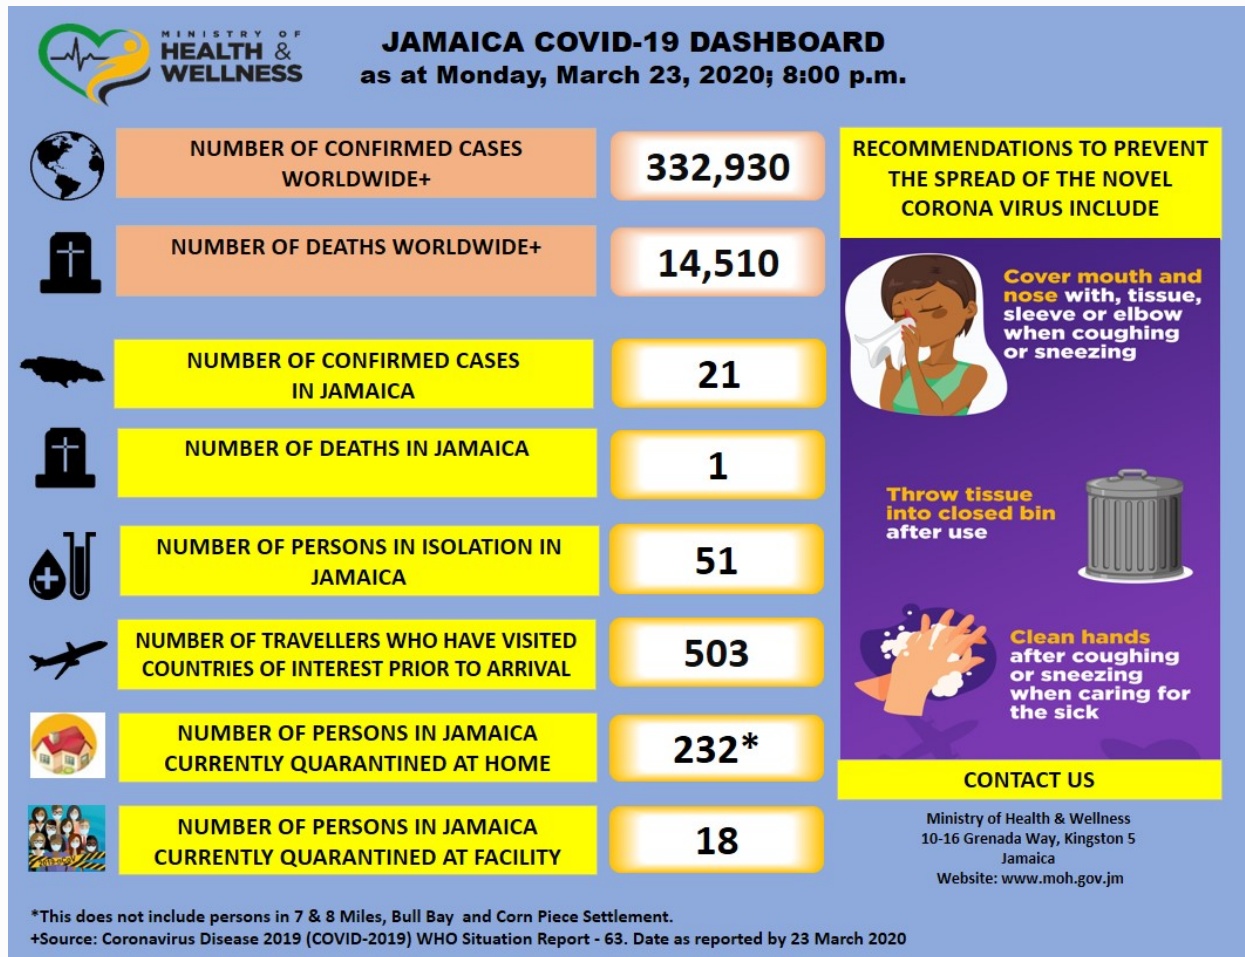 MINISTRY OF
HEALTH &
WELLNESS
JAMAICA COVID-19 DASHBOARD
as at Monday, March 23, 2020; 8:00 p.m.
NUMBER OF CONFIRMED CASES
WORLDWIDE+
332,930
NUMBER OF DEATHS WORLDWIDE+
14,510
NUMBER OF CONFIRMED CASES
IN JAMAICA
21
NUMBER OF DEATHS IN JAMAICA
1
NUMBER OF PERSONS IN ISOLATION IN
JAMAICA
51
NUMBER OF TRAVELLERS WHO HAVE VISITED
COUNTRIES OF INTEREST PRIOR TO ARRIVAL
503
NUMBER OF PERSONS IN JAMAICA
CURRENTLY QUARANTINED AT HOME
232*
NUMBER OF PERSONS IN JAMAICA
CURRENTLY QUARANTINED AT FACILITY
18
RECOMMENDATIONS TO PREVENT
THE SPREAD OF THE NOVEL
CORONA VIRUS INCLUDE
Cover mouth and
nose with, tissue,
sleeve or elbow
when coughing
or sneezing
Throw tissue
into closed bin
after use
Clean hands
after coughing
or sneezing
when caring for
the sick
CONTACT US
Ministry of Health & Wellness
10-16 Grenada Way, Kingston 5
Jamaica
Website: www.moh.gov.jm
*This does not include persons in 7 & 8 Miles, Bull Bay and Corn Piece Settlement.
+Source: Coronavirus Disease 2019 (COVID-2019) WHO Situation Report - 63. Date as reported by 23 March 2020